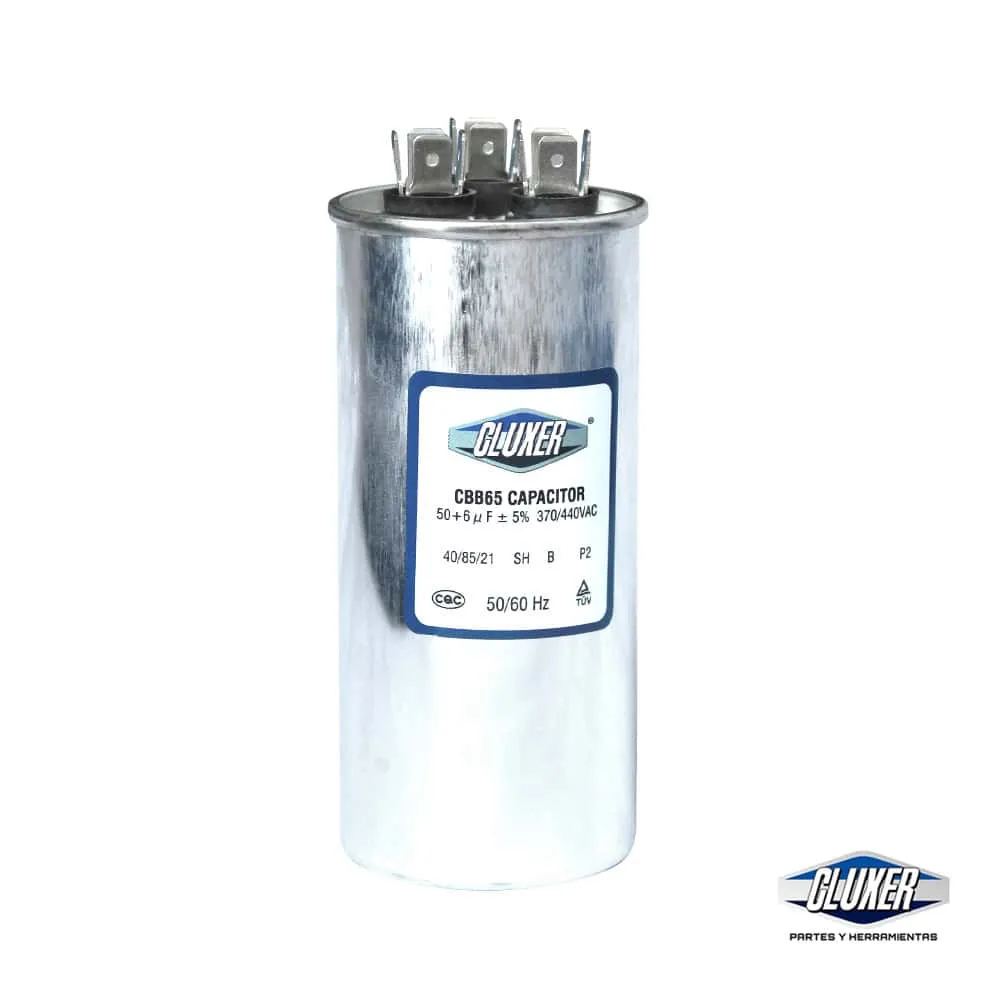 CLUXER ®
CBB65 CAPACITOR
50+6 μF ± 5% 370/440VAC
40/85/21 SH B P2
CQC 50/60 Hz TÜV
CLUXER
PARTES Y HERRAMIENTAS